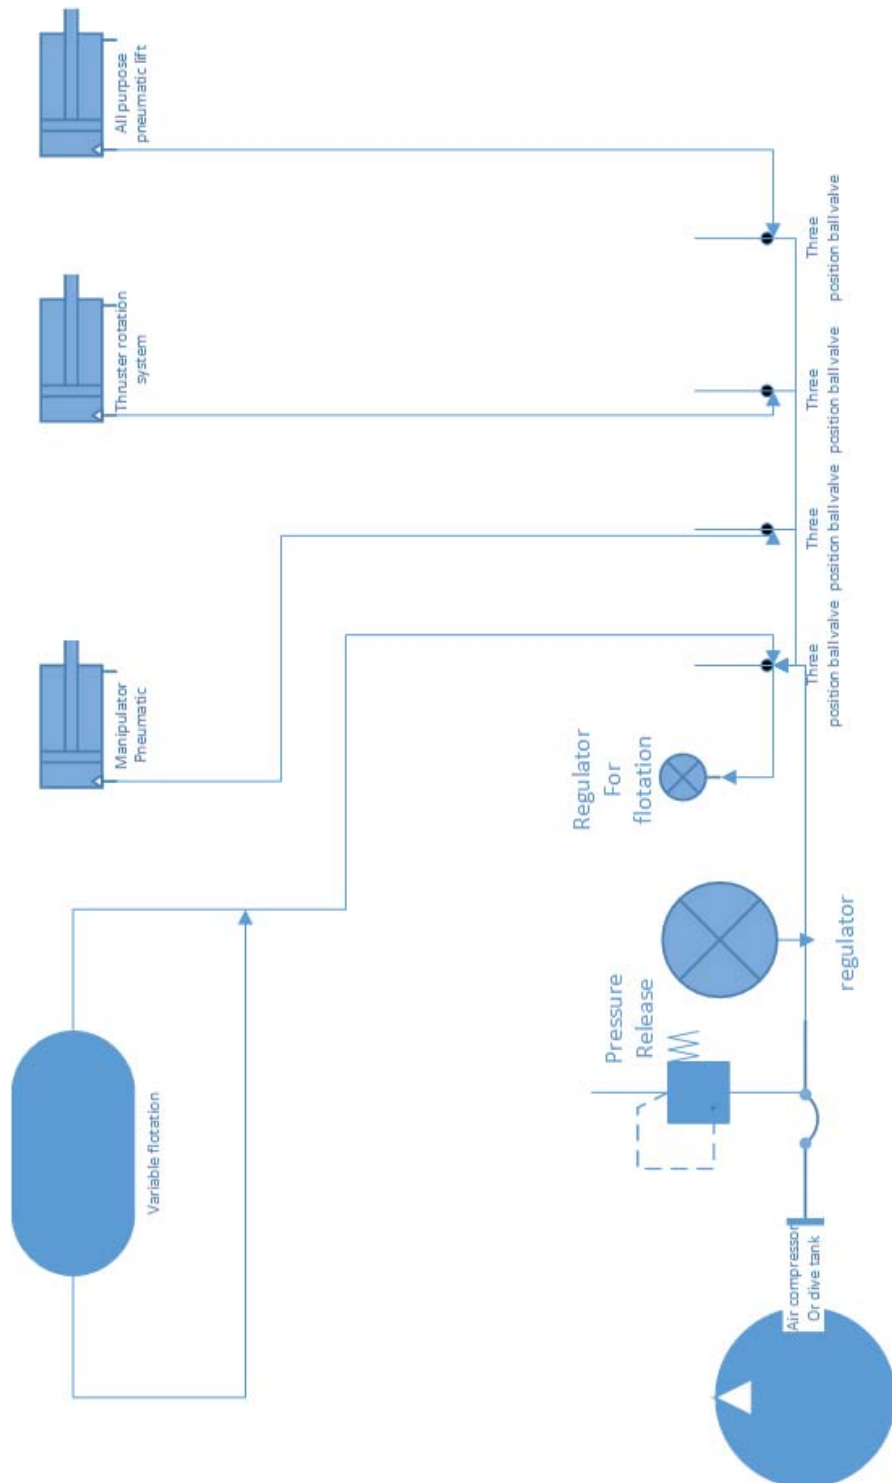 All purpose
pneumatic lift
Thruster rotation
system
Manipulator
Pneumatic
Variable flotation
Three
position ball valve
Three
position ball valve
Three
position ball valve
Three
position ball valve
Regulator
For
flotation
regulator
Pressure
Release
Air compressor
Or dive tank